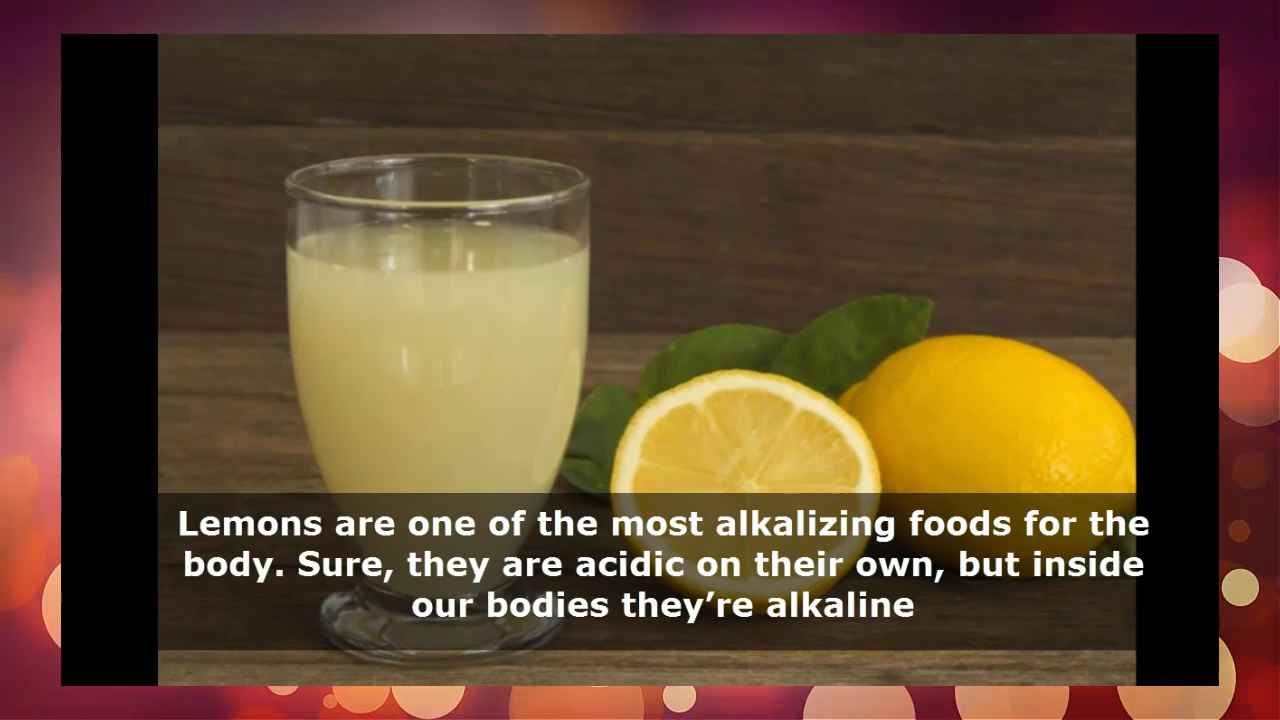 Lemons are one of the most alkalizing foods for the
body. Sure, they are acidic on their own, but inside
our bodies they’re alkaline